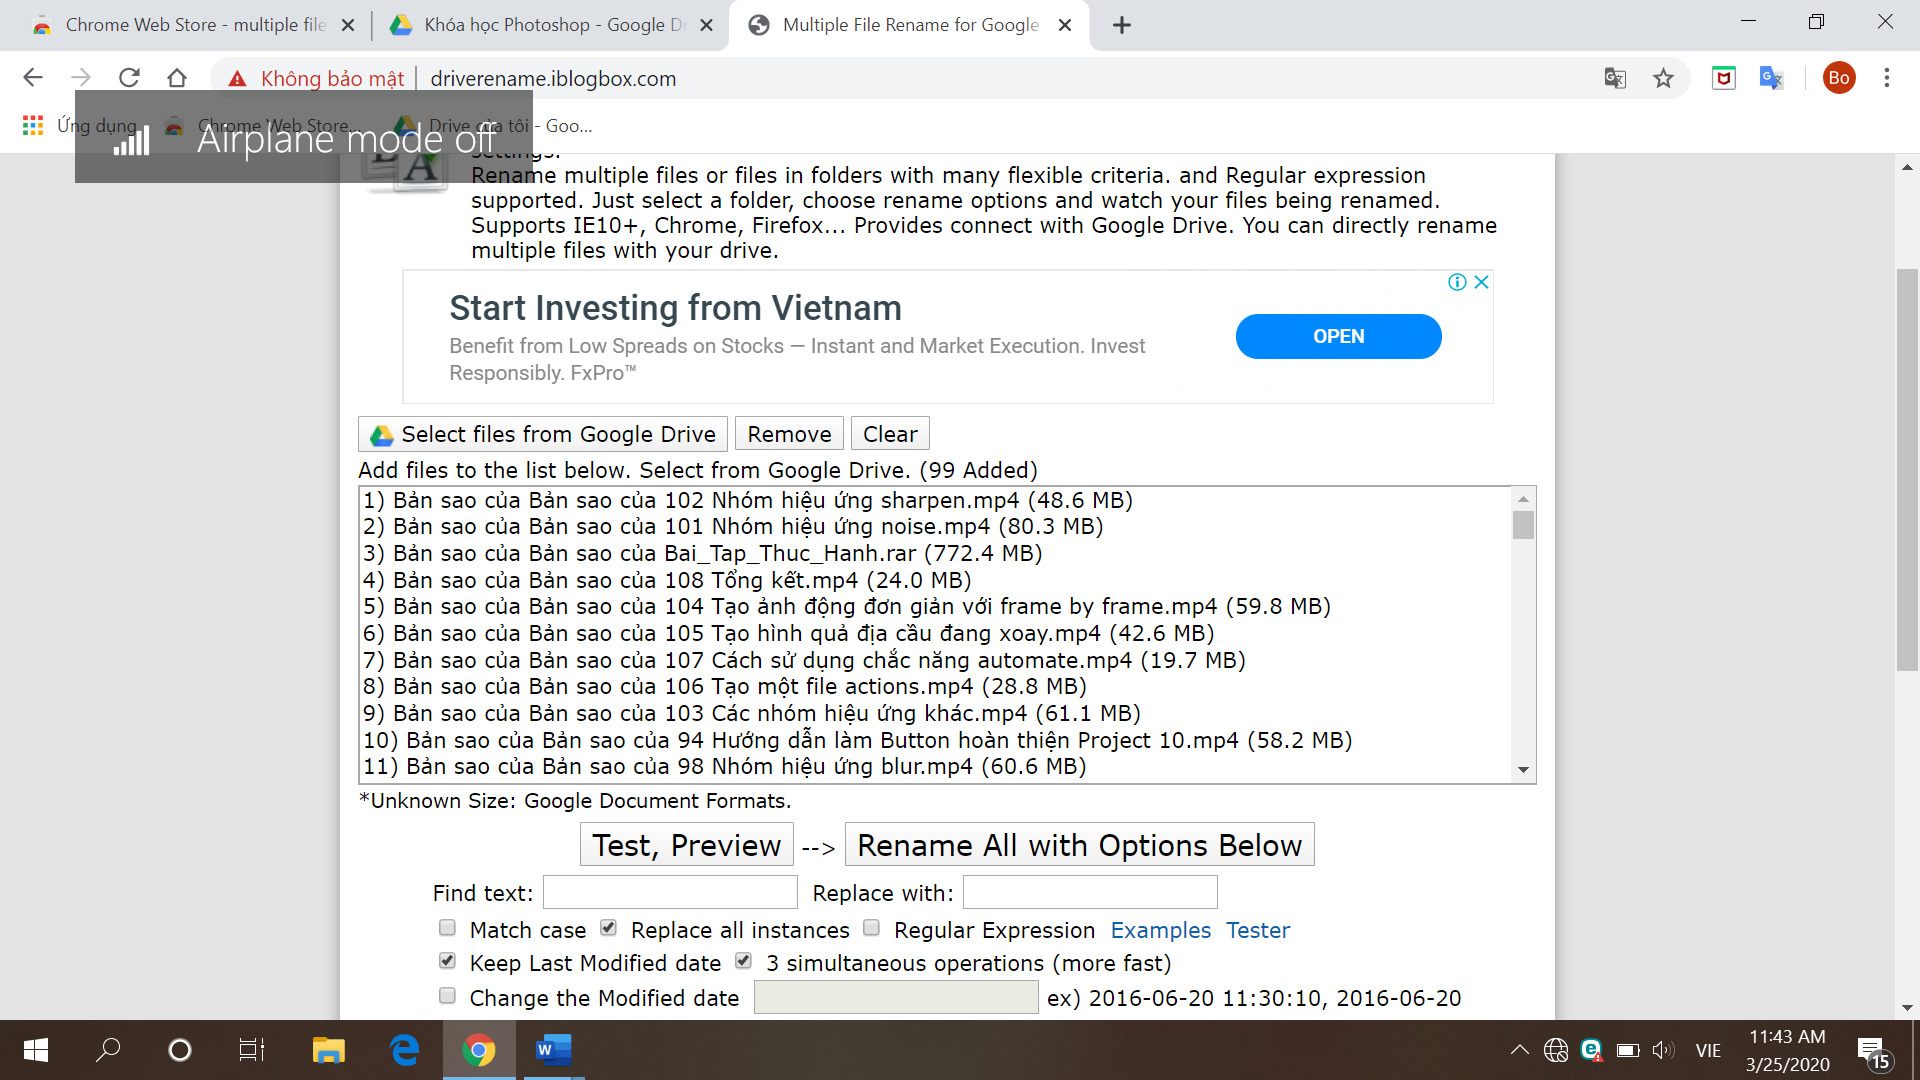 Chrome Web Store - multiple file
Khóa học Photoshop - Google Dr
Multiple File Rename for Google
Không bảo mật
driverename.iblogbox.com
Bo
Ứng dụng
Chrome Web Store...
Drive của tôi - Goo...
Airplane mode off
Settings.
Rename multiple files or files in folders with many flexible criteria. and Regular expression
supported. Just select a folder, choose rename options and watch your files being renamed.
Supports IE10+, Chrome, Firefox... Provides connect with Google Drive. You can directly rename
multiple files with your drive.
Start Investing from Vietnam
Benefit from Low Spreads on Stocks — Instant and Market Execution. Invest
Responsibly. FxPro™
OPEN
Select files from Google Drive
Remove
Clear
Add files to the list below. Select from Google Drive. (99 Added)
1) Bản sao của Bản sao của 102 Nhóm hiệu ứng sharpen.mp4 (48.6 MB)
2) Bản sao của Bản sao của 101 Nhóm hiệu ứng noise.mp4 (80.3 MB)
3) Bản sao của Bản sao của Bai_Tap_Thuc_Hanh.rar (772.4 MB)
4) Bản sao của Bản sao của 108 Tổng kết.mp4 (24.0 MB)
5) Bản sao của Bản sao của 104 Tạo ảnh động đơn giản với frame by frame.mp4 (59.8 MB)
6) Bản sao của Bản sao của 105 Tạo hình quả địa cầu đang xoay.mp4 (42.6 MB)
7) Bản sao của Bản sao của 107 Cách sử dụng chắc năng automate.mp4 (19.7 MB)
8) Bản sao của Bản sao của 106 Tạo một file actions.mp4 (28.8 MB)
9) Bản sao của Bản sao của 103 Các nhóm hiệu ứng khác.mp4 (61.1 MB)
10) Bản sao của Bản sao của 94 Hướng dẫn làm Button hoàn thiện Project 10.mp4 (58.2 MB)
11) Bản sao của Bản sao của 98 Nhóm hiệu ứng blur.mp4 (60.6 MB)
*Unknown Size: Google Document Formats.
Test, Preview --> Rename All with Options Below
Find text: Replace with:
Match case Replace all instances Regular Expression Examples Tester
Keep Last Modified date 3 simultaneous operations (more fast)
Change the Modified date ex) 2016-06-20 11:30:10, 2016-06-20
VIE
11:43 AM
3/25/2020
15